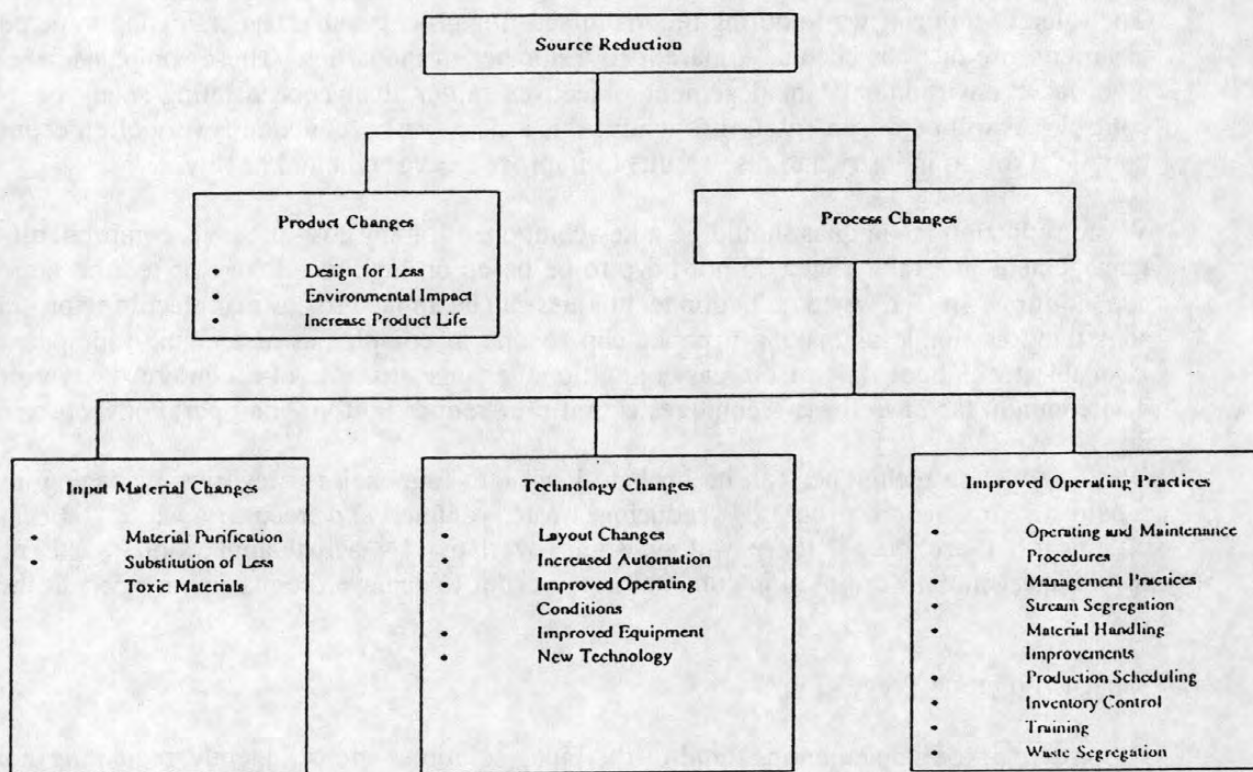 Source Reduction
Product Changes
• Design for Less
• Environmental Impact
• Increase Product Life
Process Changes
Input Material Changes
• Material Purification
• Substitution of Less
Toxic Materials
Technology Changes
• Layout Changes
• Increased Automation
• Improved Operating
Conditions
• Improved Equipment
• New Technology
Improved Operating Practices
• Operating and Maintenance
Procedures
• Management Practices
• Stream Segregation
• Material Handling
Improvements
• Production Scheduling
• Inventory Control
• Training
• Waste Segregation